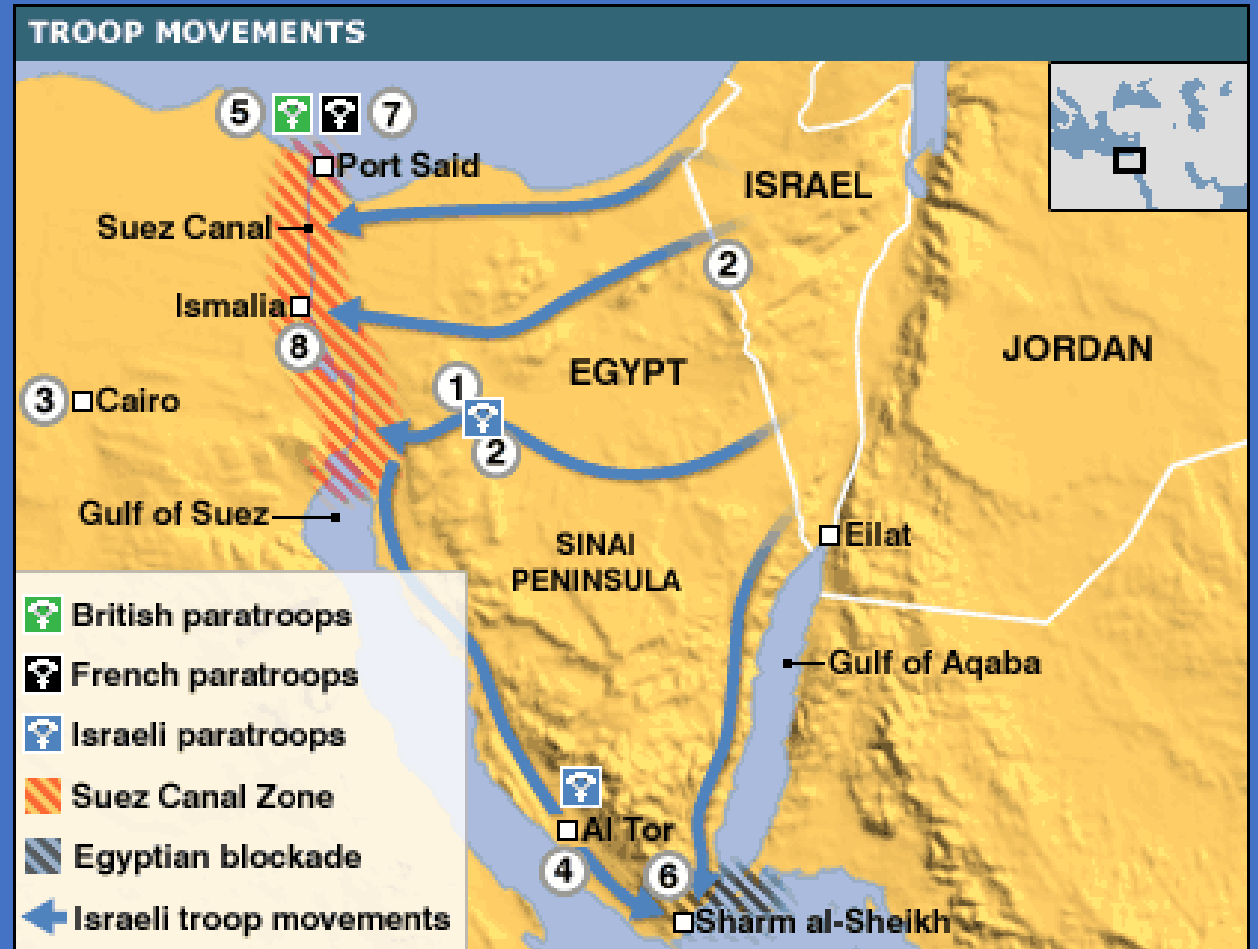 TROOP MOVEMENTS
5
7
Port Said
ISRAEL
Suez Canal
2
Ismalia
8
JORDAN
EGYPT
1
3
Cairo
2
Gulf of Suez
Eilat
SINAI
PENINSULA
British paratroops
Gulf of Aqaba
French paratroops
Israeli paratroops
Suez Canal Zone
Al Tor
Egyptian blockade
4
6
Israeli troop movements
Sharm al-Sheikh